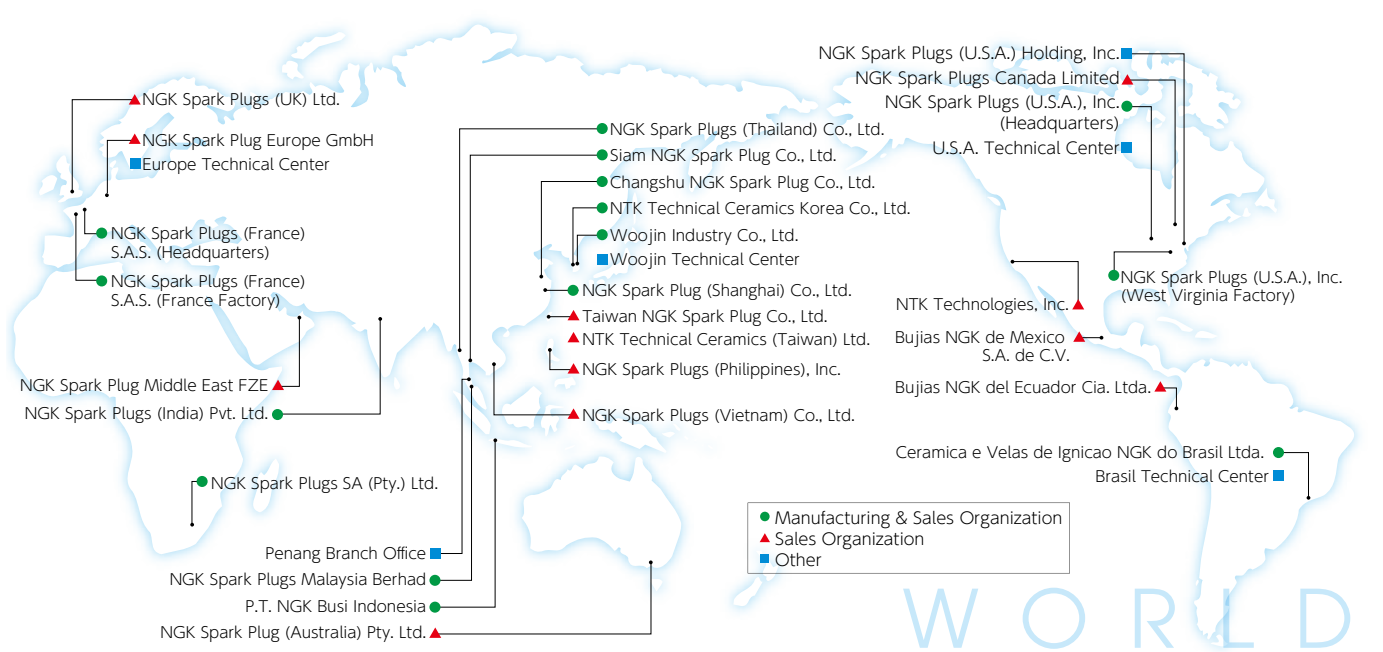 NGK Spark Plugs (UK) Ltd.
NGK Spark Plug Europe GmbH
Europe Technical Center
NGK Spark Plugs (France)
S.A.S. (Headquarters)
NGK Spark Plugs (France)
S.A.S. (France Factory)
NGK Spark Plug Middle East FZE
NGK Spark Plugs (India) Pvt. Ltd.
NGK Spark Plugs SA (Pty.) Ltd.
Penang Branch Office
NGK Spark Plugs Malaysia Berhad
P.T. NGK Busi Indonesia
NGK Spark Plug (Australia) Pty. Ltd.
NGK Spark Plugs (Thailand) Co., Ltd.
Siam NGK Spark Plug Co., Ltd.
Changshu NGK Spark Plug Co., Ltd.
NTK Technical Ceramics Korea Co., Ltd.
Woojin Industry Co., Ltd.
Woojin Technical Center
NGK Spark Plug (Shanghai) Co., Ltd.
Taiwan NGK Spark Plug Co., Ltd.
NTK Technical Ceramics (Taiwan) Ltd.
NGK Spark Plugs (Philippines), Inc.
NGK Spark Plugs (Vietnam) Co., Ltd.
NGK Spark Plugs (U.S.A.) Holding, Inc.
NGK Spark Plugs Canada Limited
NGK Spark Plugs (U.S.A.), Inc.
(Headquarters)
U.S.A. Technical Center
NGK Spark Plugs (U.S.A.), Inc.
(West Virginia Factory)
NTK Technologies, Inc.
Bujias NGK de Mexico
S.A. de C.V.
Bujias NGK del Ecuador Cia. Ltda.
Ceramica e Velas de Ignicao NGK do Brasil Ltda.
Brasil Technical Center
Manufacturing & Sales Organization
Sales Organization
Other
WORLD